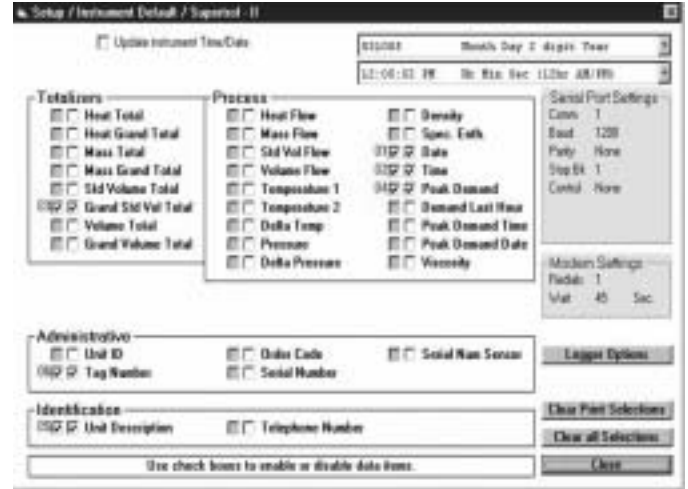 Setup / Instrument Default / Supertrol - II
Update Instrument Time/Date
Month Day 2 digit Year
12:00:03 PM Hr Min Sec (12hr AM/PM)
Totalizers
Heat Total
Heat Grand Total
Mass Total
Mass Grand Total
Std Volume Total
Grand Std Vol Total
Volume Total
Grand Volume Total
Process
Heat Flow
Mass Flow
Std Vol Flow
Volume Flow
Temperature 1
Temperature 2
Delta Temp
Pressure
Delta Pressure
Density
Spec. Enth
01 Date
02 Time
04 Peak Demand
Demand Last Hour
Peak Demand Time
Peak Demand Date
Viscosity
Serial Port Settings
Comm 1
Baud 1200
Parity None
Stop Bit 1
Control None
Modem Settings
Redials 1
Wait 45 Sec.
Administrative
Unit ID
Tag Number
Order Code
Serial Number
Serial Num Sensor
Logger Options
Identification
Unit Description
Telephone Number
Clear Print Selections
Clear all Selections
Use check boxes to enable or disable data items.
Close